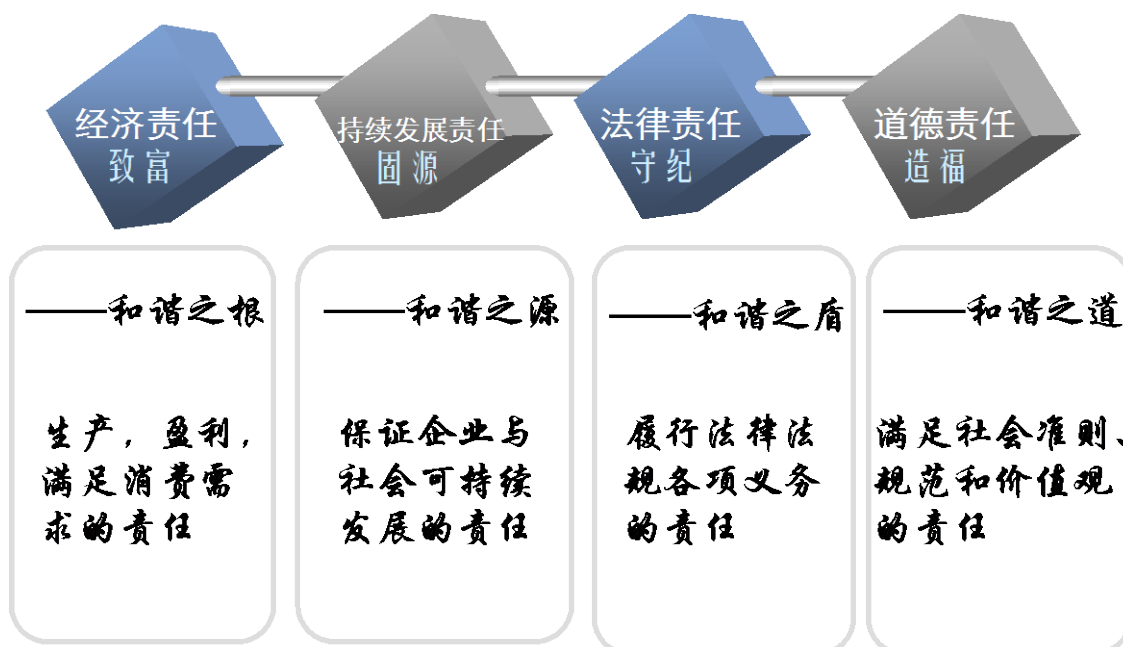 经济责任
致富
持续发展责任
固源
法律责任
守纪
道德责任
造福
——和谐之根
生产，盈利，
满足消费需
求的责任
——和谐之源
保证企业与
社会可持续
发展的责任
——和谐之盾
履行法律法
规各项义务
的责任
——和谐之道
满足社会准则、
规范和价值观
的责任